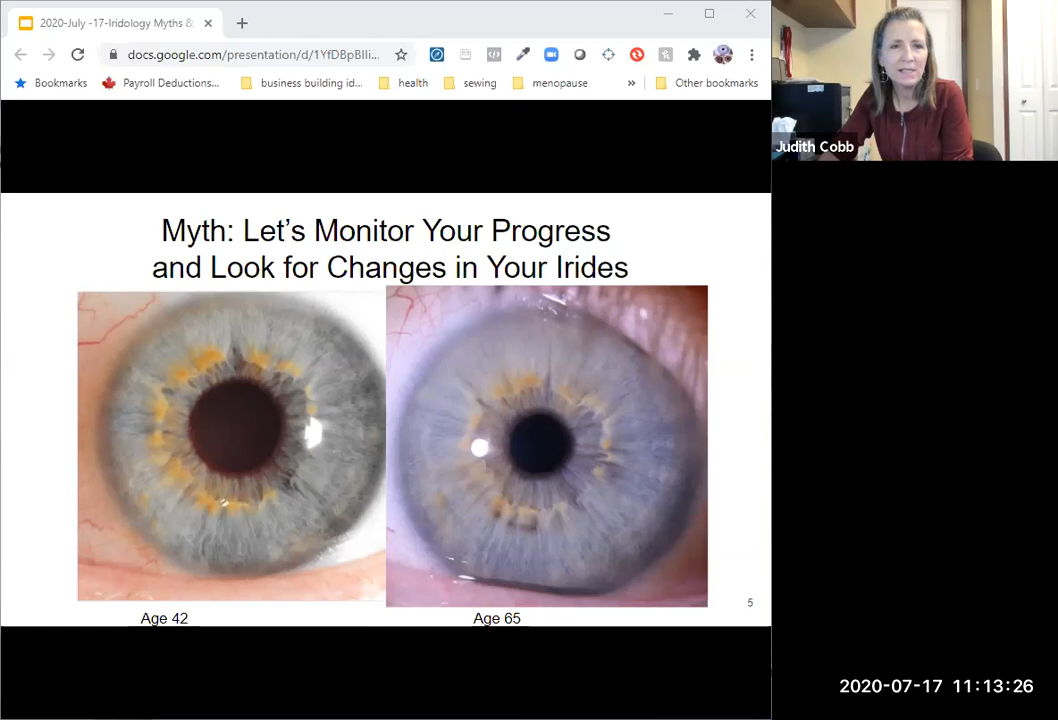 2020-July -17-Iridology Myths &
docs.google.com/presentation/d/1YfDBpBIli...
Bookmarks
Payroll Deductions...
business building id...
health
sewing
menopause
»
Other bookmarks
Judith Cobb
Myth: Let's Monitor Your Progress
and Look for Changes in Your Irides
5
Age 42
Age 65
2020-07-17 11:13:26